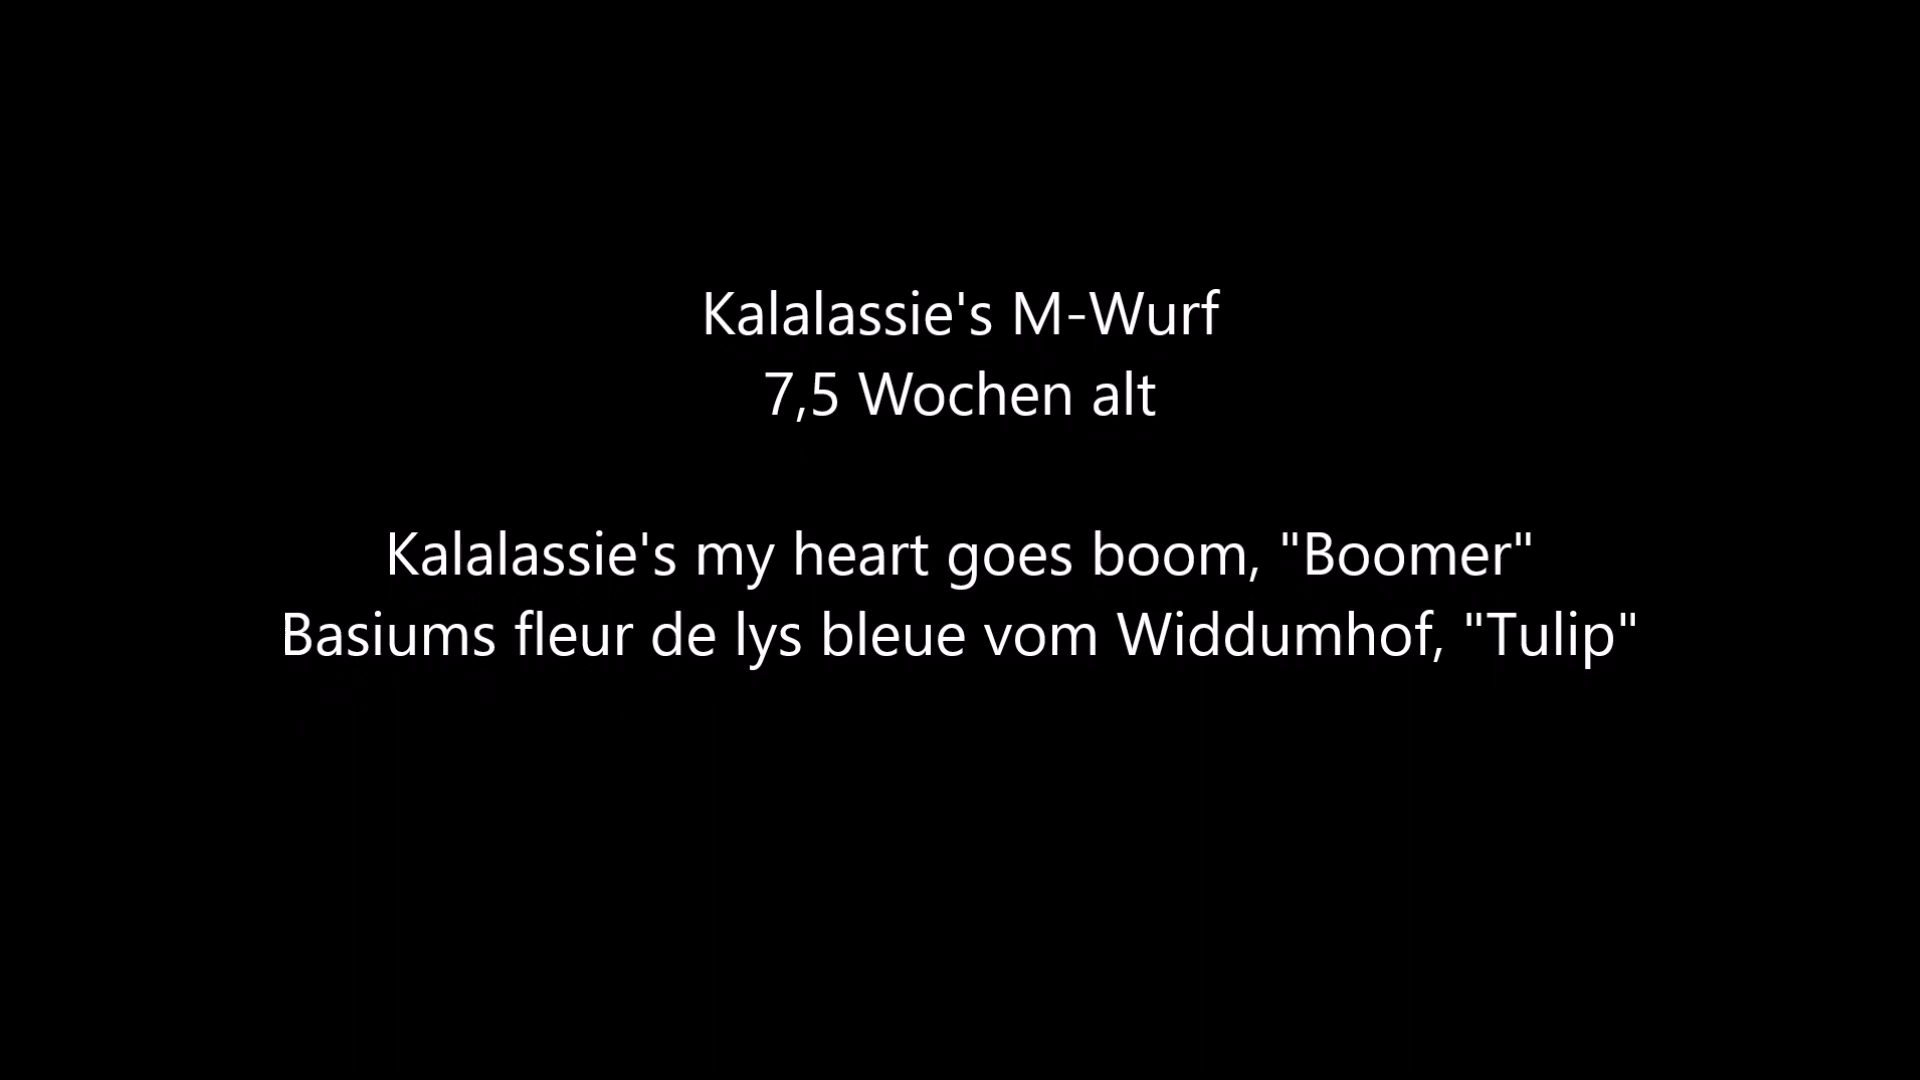 Kalalassie's M-Wurf
7,5 Wochen alt
Kalalassie's my heart goes boom, "Boomer"
Basiums fleur de lys bleue vom Widdumhof, "Tulip"